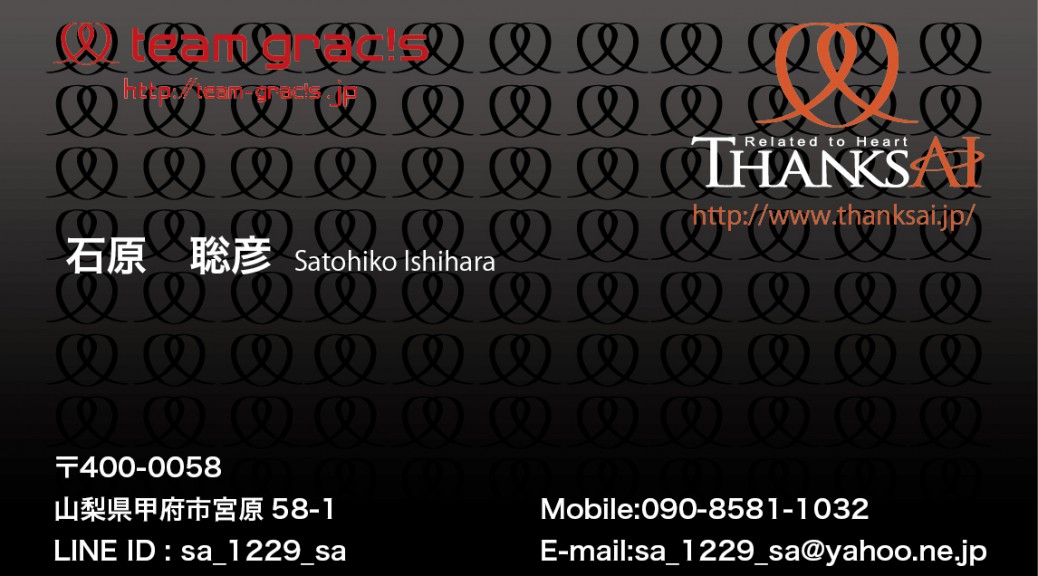 team grac!s
http://team-grac!s.jp
Related to Heart
THANKSAI
http://www.thanksai.jp/
石原　聡彦 Satohiko Ishihara
〒400-0058
山梨県甲府市宮原 58-1
Mobile:090-8581-1032
LINE ID : sa_1229_sa
E-mail:sa_1229_sa@yahoo.ne.jp